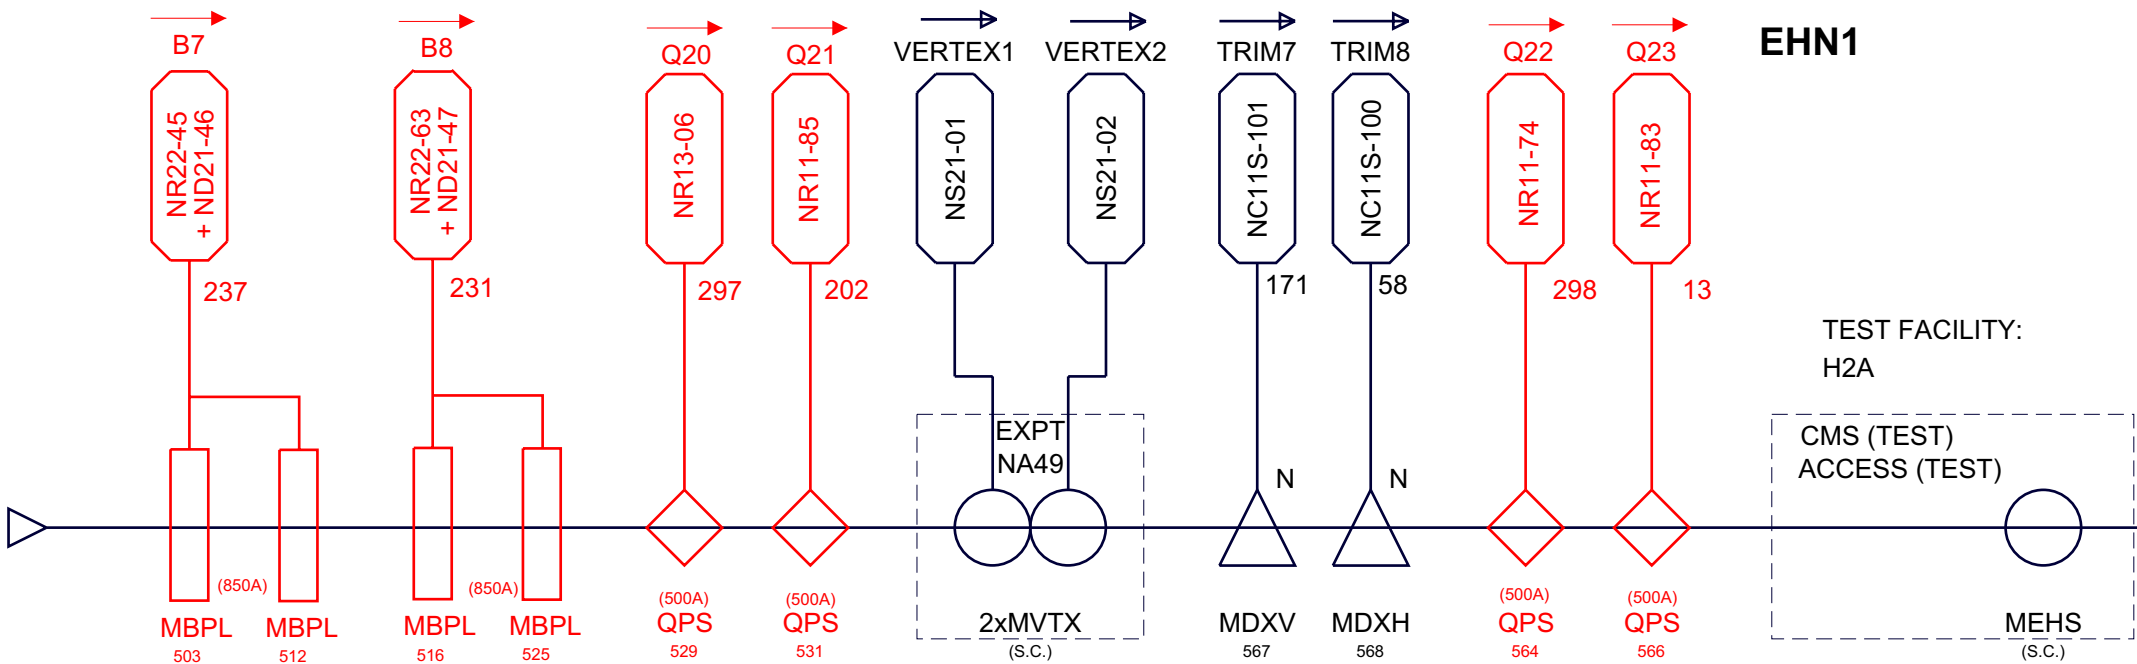 B7
B8
Q20
Q21
VERTEX1
VERTEX2
TRIM7
TRIM8
Q22
Q23
EHN1
NR22-45
+ ND21-46
NR22-63
+ ND21-47
NR13-06
NR11-85
NS21-01
NS21-02
NC11S-101
NC11S-100
NR11-74
NR11-83
237
231
297
202
171
58
298
13
TEST FACILITY:
H2A
EXPT
NA49
N
N
CMS (TEST)
ACCESS (TEST)
(850A)
(850A)
(500A)
(500A)
(500A)
(500A)
MBPL
MBPL
MBPL
MBPL
QPS
QPS
2xMVTX
MDXV
MDXH
QPS
QPS
MEHS
503
512
516
525
529
531
(S.C.)
567
568
564
566
(S.C.)